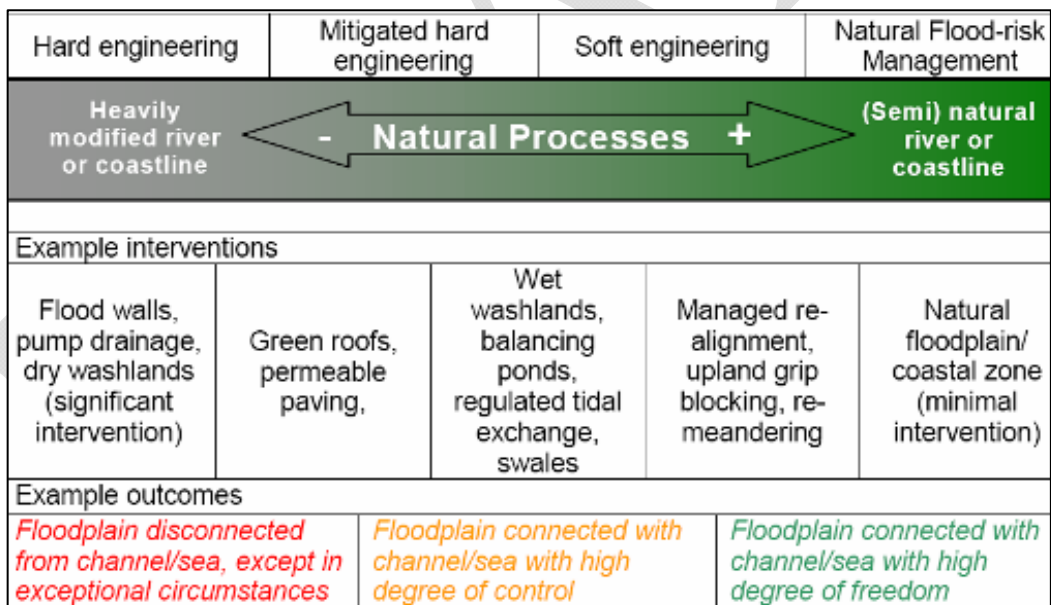 Hard engineering
Mitigated hard
engineering
Soft engineering
Natural Flood-risk
Management
Heavily
modified river
or coastline
- Natural Processes +
(Semi) natural
river or
coastline
Example interventions
Flood walls,
pump drainage,
dry washlands
(significant
intervention)
Green roofs,
permeable
paving,
Wet
washlands,
balancing
ponds,
regulated tidal
exchange,
swales
Managed re-
alignment,
upland grip
blocking, re-
meandering
Natural
floodplain/
coastal zone
(minimal
intervention)
Example outcomes
Floodplain disconnected
from channel/sea, except in
exceptional circumstances
Floodplain connected with
channel/sea with high
degree of control
Floodplain connected with
channel/sea with high
degree of freedom